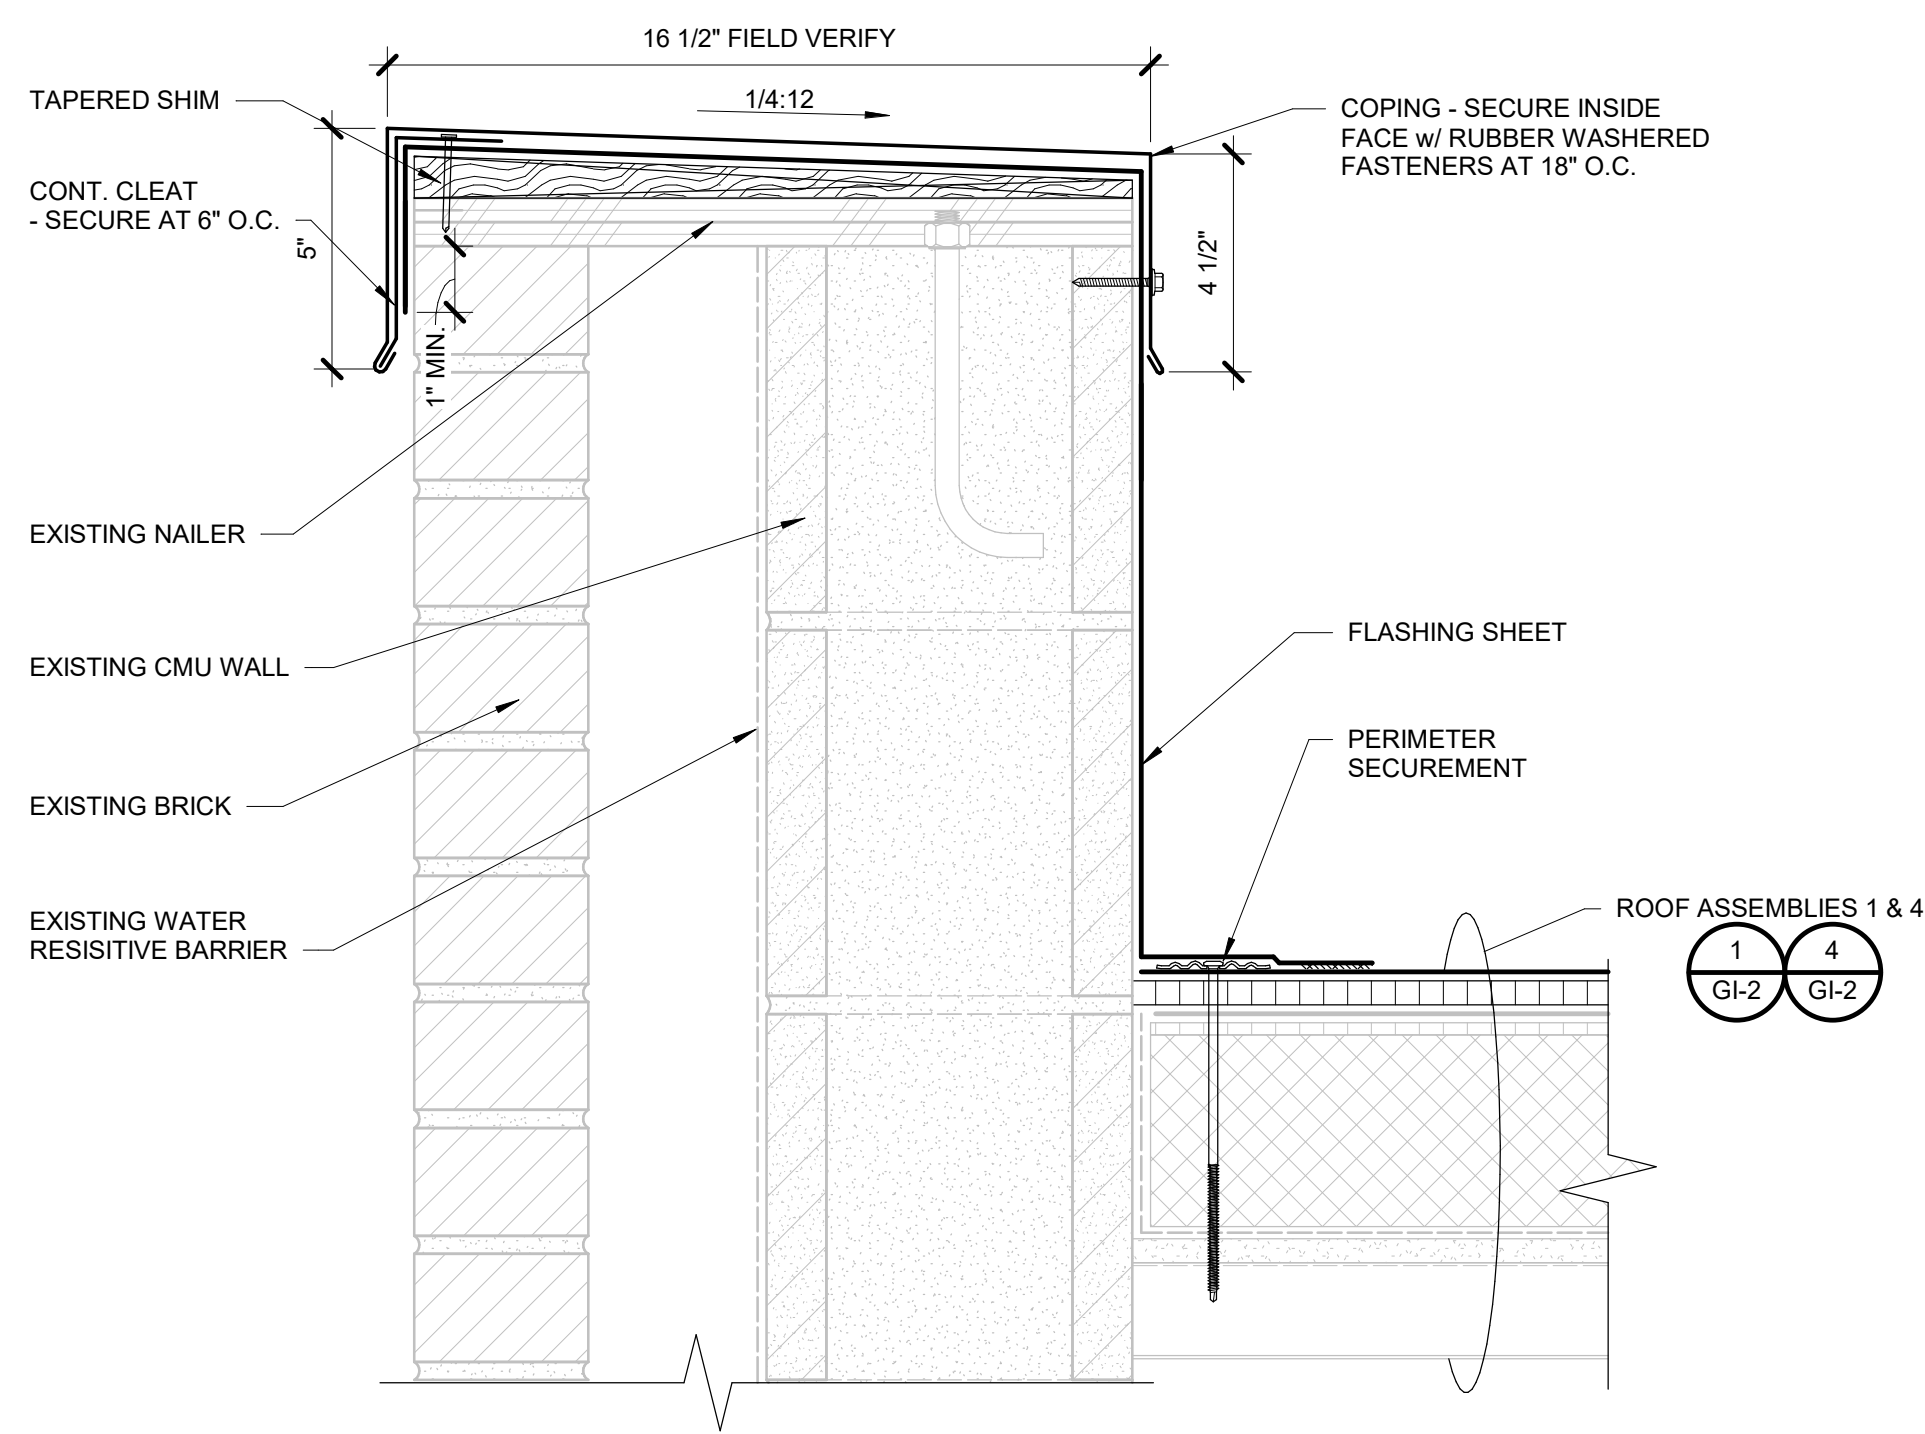 16 1/2" FIELD VERIFY
TAPERED SHIM
1/4:12
COPING - SECURE INSIDE
FACE w/ RUBBER WASHERED
FASTENERS AT 18" O.C.
CONT. CLEAT
- SECURE AT 6" O.C.
5"
4 1/2"
1" MIN.
EXISTING NAILER
FLASHING SHEET
EXISTING CMU WALL
PERIMETER
SECUREMENT
EXISTING BRICK
EXISTING WATER
RESISITIVE BARRIER
ROOF ASSEMBLIES 1 & 4
1 4
GI-2 GI-2